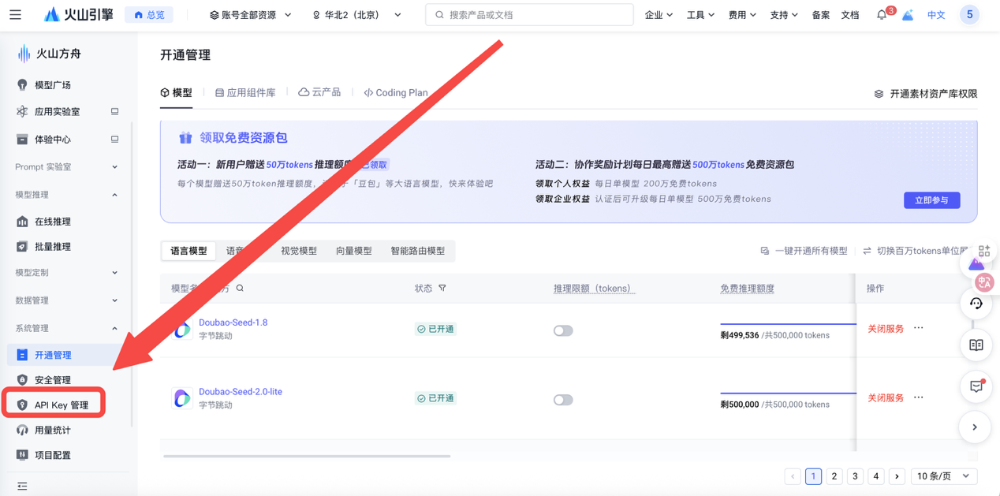 火山引擎
总览
账号全部资源
华北2（北京）
搜索产品或文档
企业
工具
费用
支持
备案
文档
3
中文
5
火山方舟
模型广场
应用实验室
体验中心
Prompt 实验室
模型推理
在线推理
批量推理
模型定制
数据管理
系统管理
开通管理
安全管理
API Key 管理
用量统计
项目配置
开通管理
模型
应用组件库
云产品
Coding Plan
开通素材资产库权限
领取免费资源包
活动一：新用户赠送50万tokens推理额度 已领取
每个模型赠送50万token推理额度，「豆包」等大语言模型，快来体验吧
活动二：协作奖励计划每日最高赠送500万tokens免费资源包
领取个人权益 每日单模型 200万免费tokens
领取企业权益 认证后可升级每日单模型 500万免费tokens
立即参与
语言模型
语音
视觉模型
向量模型
智能路由模型
一键开通所有模型
切换百万tokens单位
模型
方
状态
推理限额（tokens）
免费推理额度
操作
Doubao-Seed-1.8
字节跳动
已开通
剩499,536 /共500,000 tokens
关闭服务 ···
Doubao-Seed-2.0-lite
字节跳动
已开通
剩500,000 /共500,000 tokens
关闭服务 ···
1
2
3
4
10 条/页